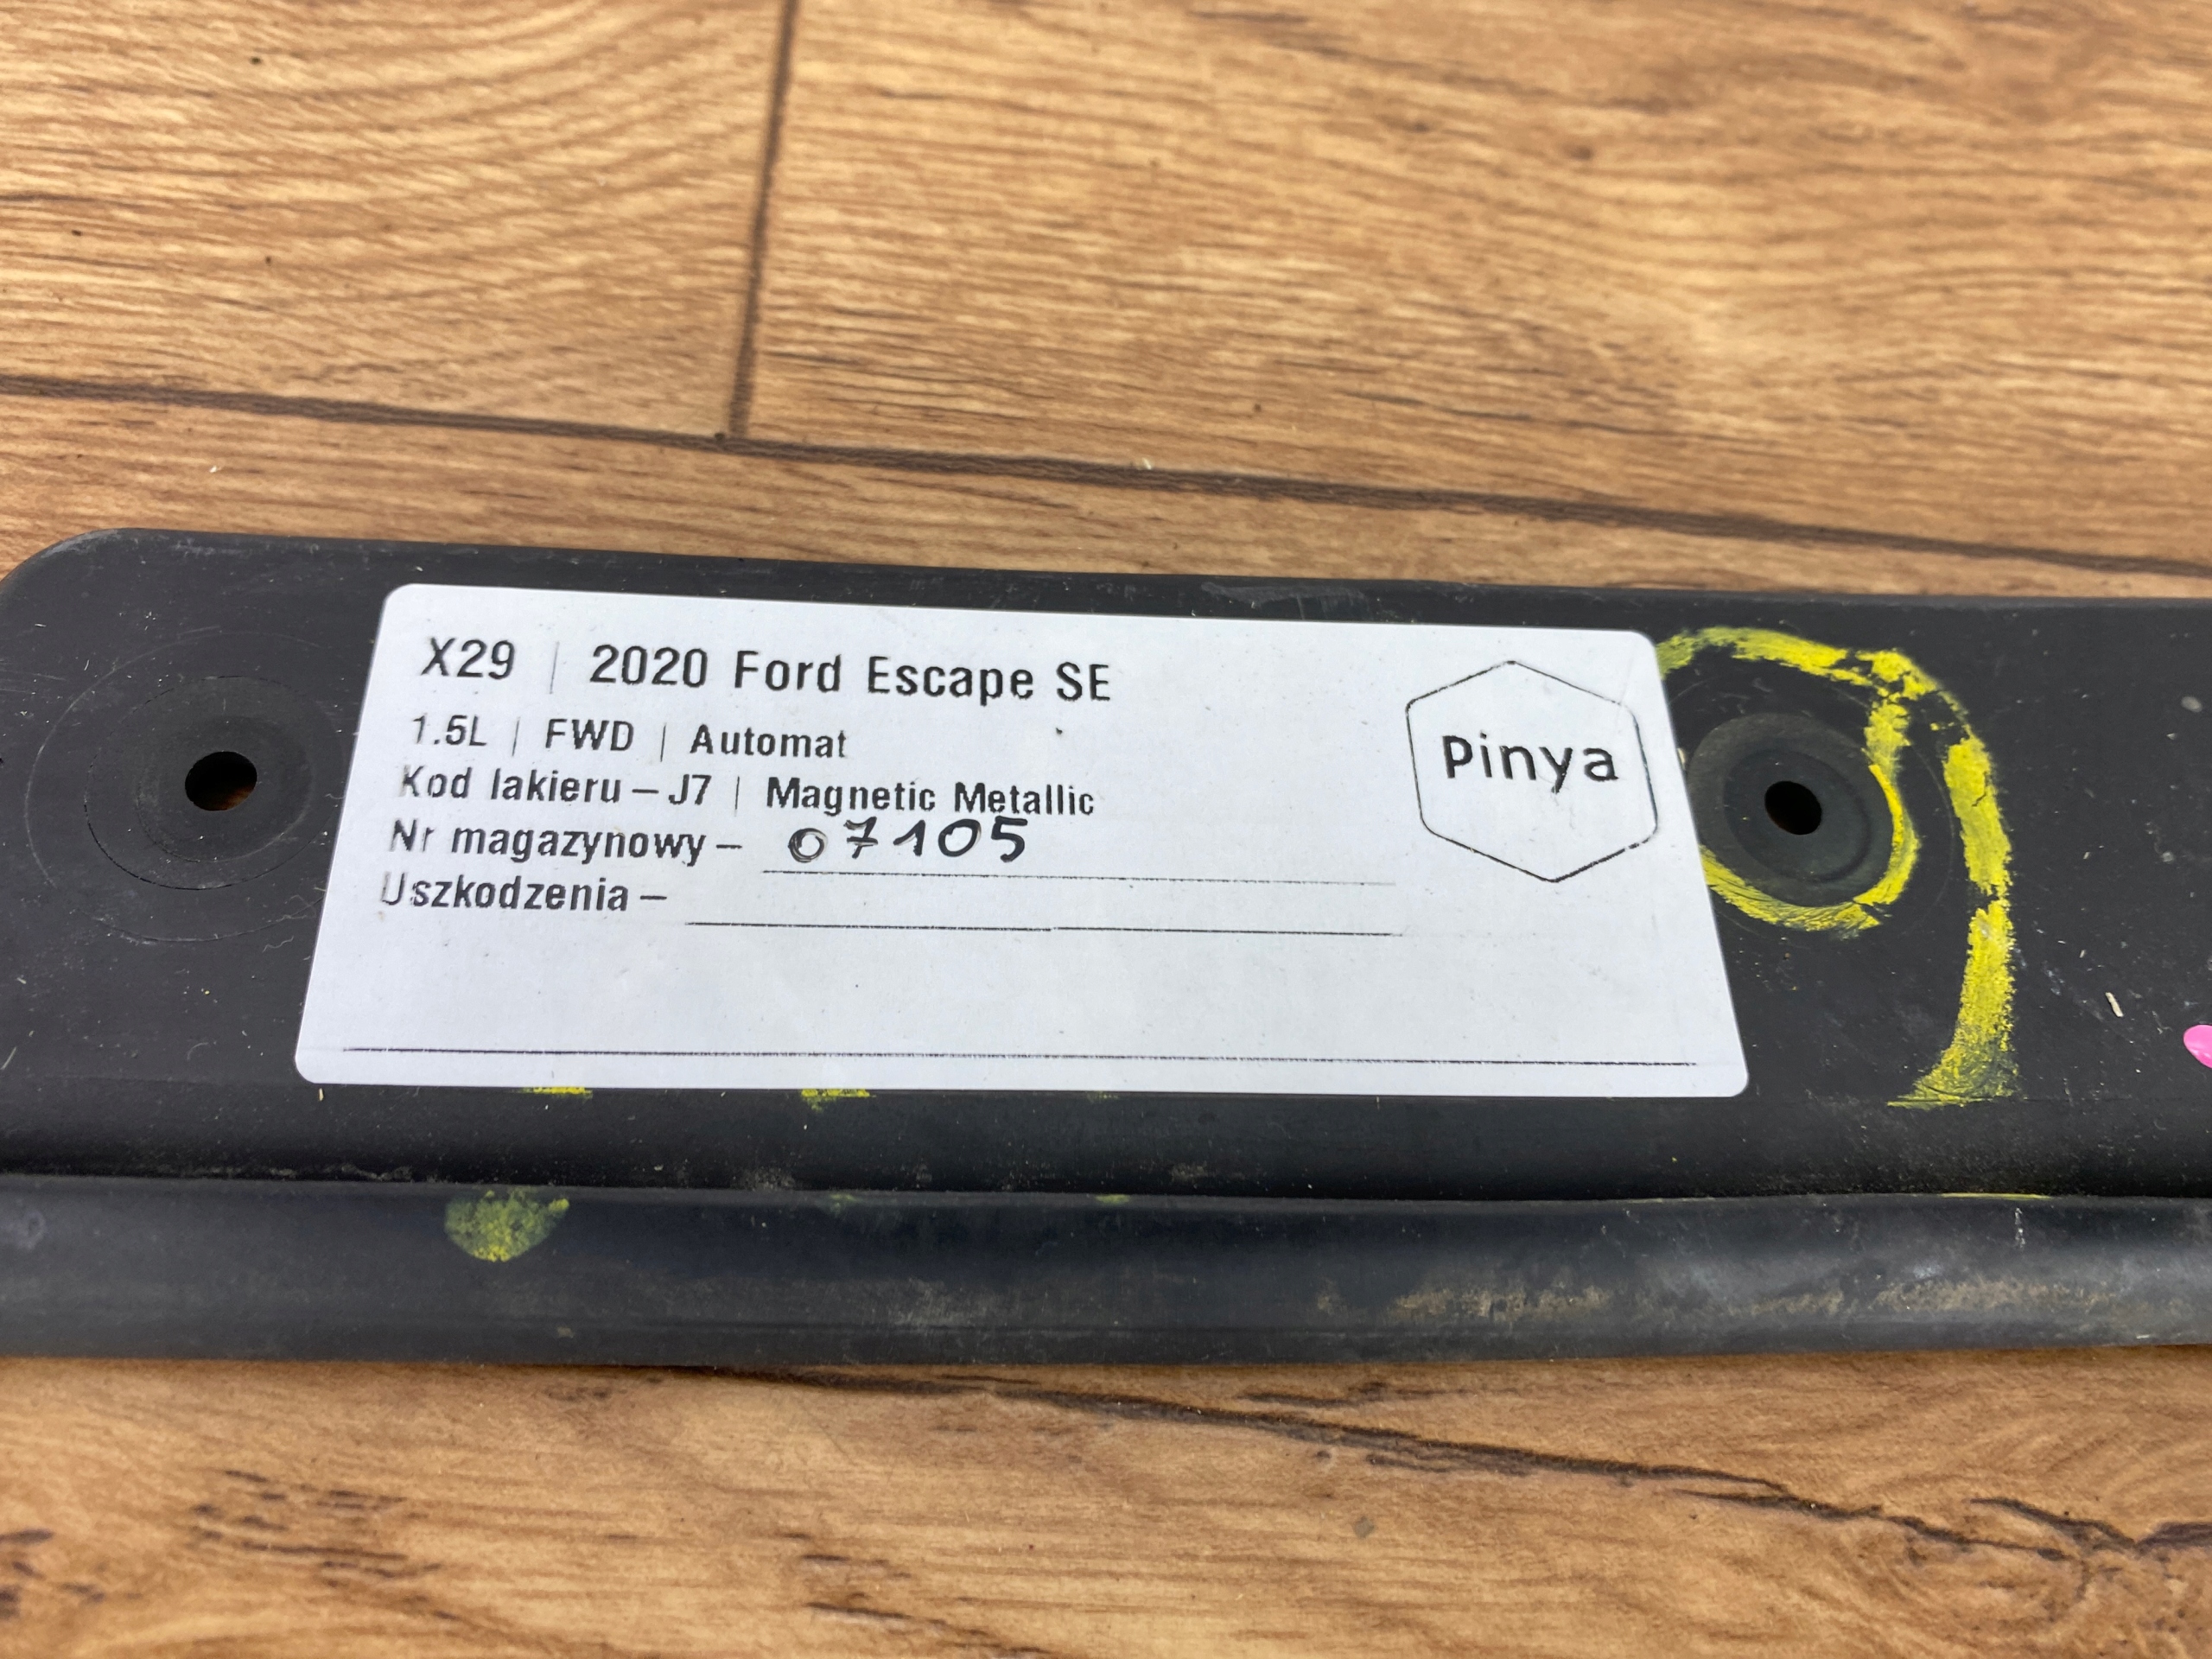 X29 | 2020 Ford Escape SE
1.5L | FWD | Automat
Kod lakieru – J7 | Magnetic Metallic
Nr magazynowy – 07105
Uszkodzenia –
Pinya